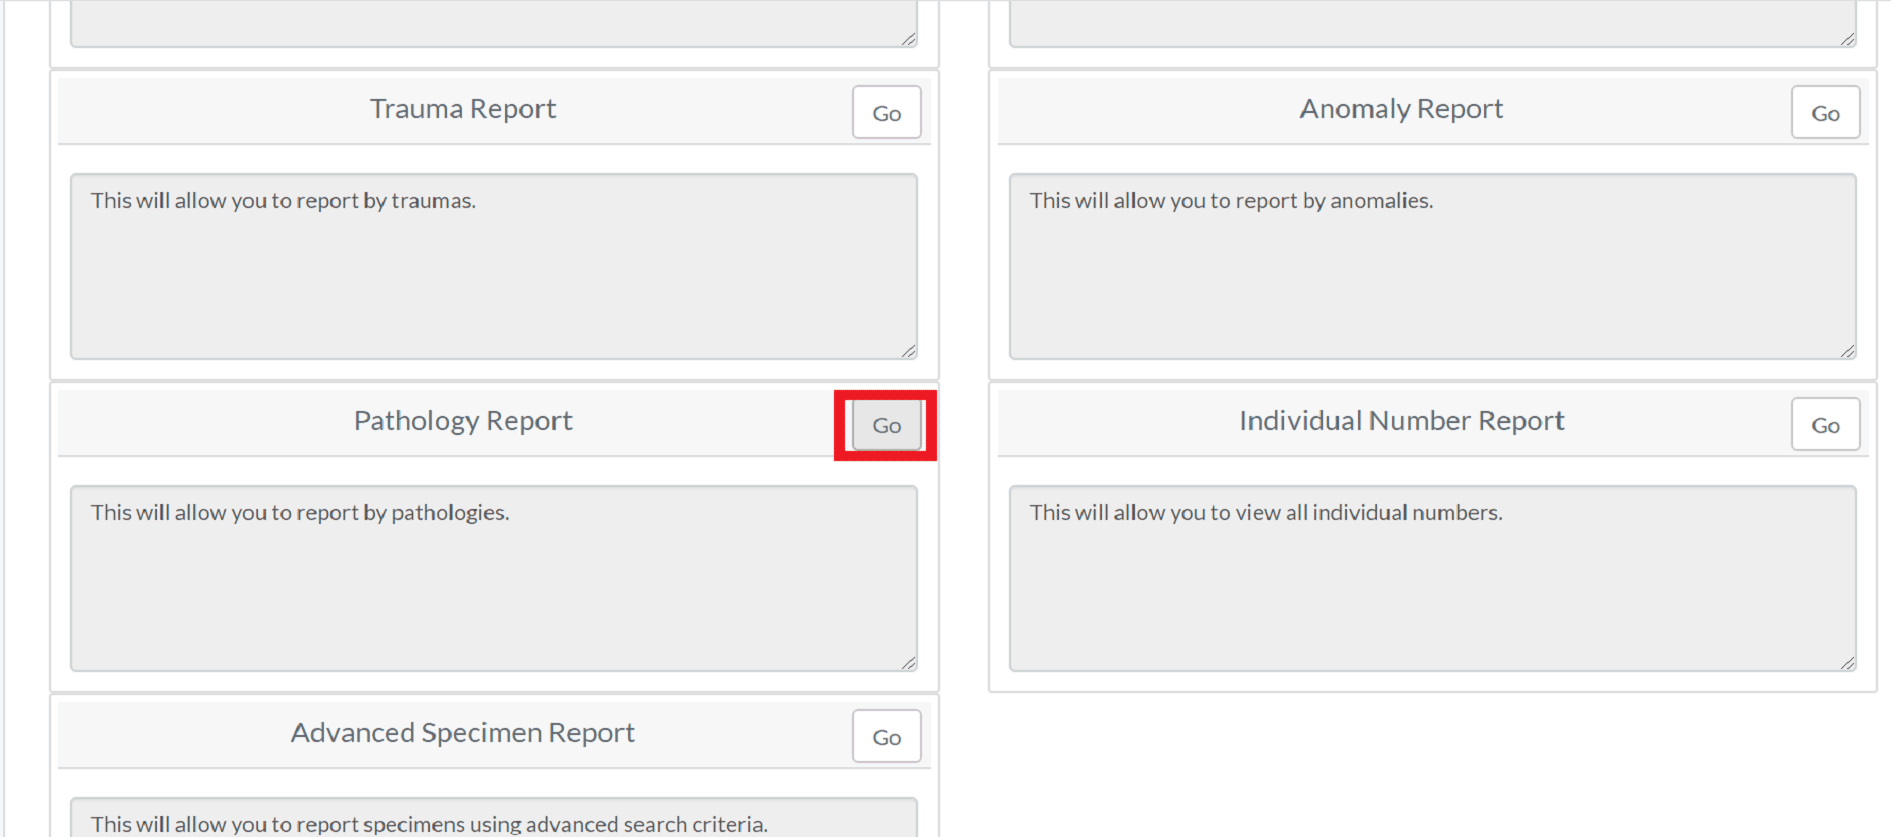 Trauma Report
Go
Anomaly Report
Go
This will allow you to report by traumas.
This will allow you to report by anomalies.
Pathology Report
Go
Individual Number Report
Go
This will allow you to report by pathologies.
This will allow you to view all individual numbers.
Advanced Specimen Report
Go
This will allow you to report specimens using advanced search criteria.